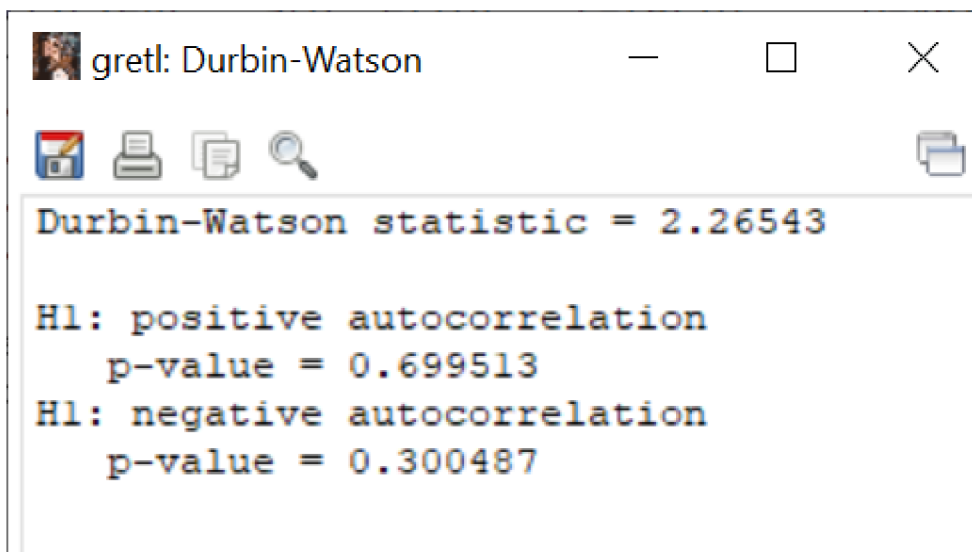 gretl: Durbin-Watson
Durbin-Watson statistic = 2.26543
H1: positive autocorrelation
p-value = 0.699513
H1: negative autocorrelation
p-value = 0.300487